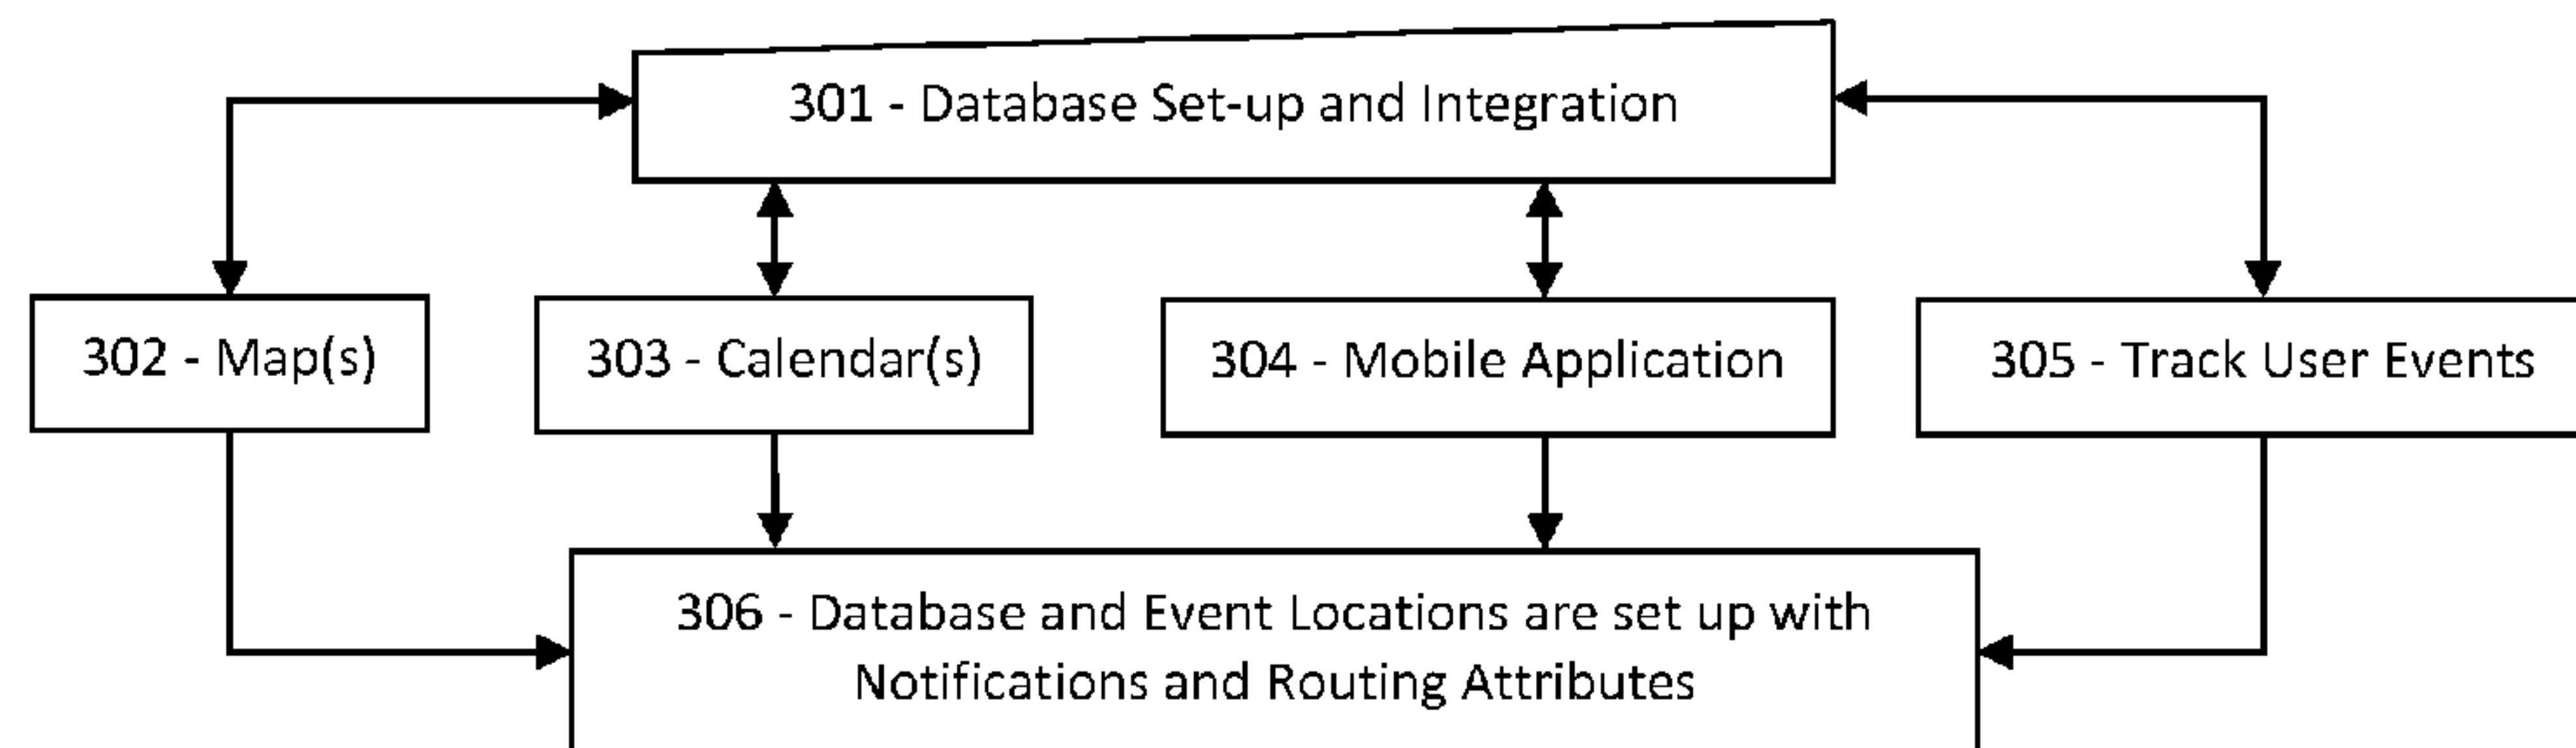 301 - Database Set-up and Integration
302 - Map(s)
303 - Calendar(s)
304 - Mobile Application
305 - Track User Events
306 - Database and Event Locations are set up with
Notifications and Routing Attributes